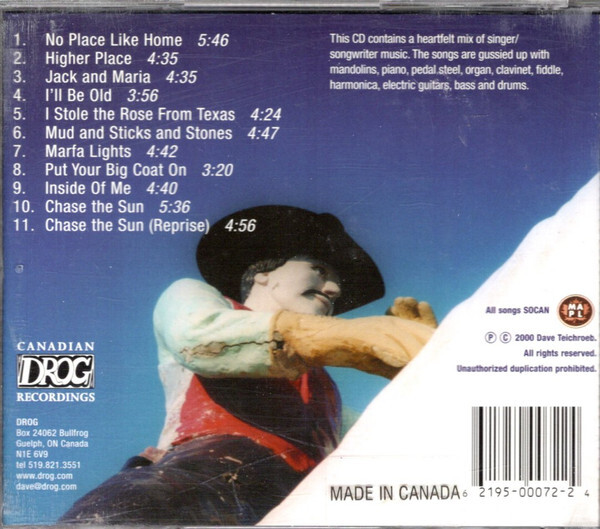 1. No Place Like Home 5:46
2. Higher Place 4:35
3. Jack and Maria 4:35
4. I'll Be Old 3:56
5. I Stole the Rose From Texas 4:24
6. Mud and Sticks and Stones 4:47
7. Marfa Lights 4:42
8. Put Your Big Coat On 3:20
9. Inside Of Me 4:40
10. Chase the Sun 5:36
11. Chase the Sun (Reprise) 4:56
This CD contains a heartfelt mix of singer/
songwriter music. The songs are gussied up with
mandolins, piano, pedal steel, organ, clavinet, fiddle,
harmonica, electric guitars, bass and drums.
All songs SOCAN
MA
PL
Ⓟ © 2000 Dave Teichroeb.
All rights reserved.
Unauthorized duplication prohibited.
CANADIAN
DROG
RECORDINGS
DROG
Box 24062 Bullfrog
Guelph, ON Canada
N1E 6V9
tel 519.821.3551
www.drog.com
dave@drog.com
MADE IN CANADA
6 2195-00072-2 4